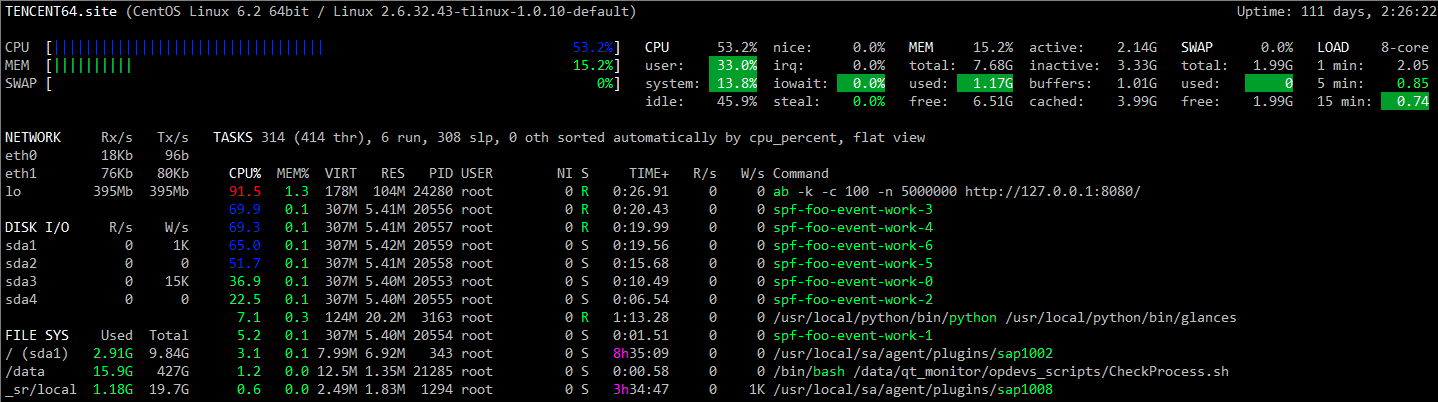 TENCENT64.site (CentOS Linux 6.2 64bit / Linux 2.6.32.43-tlinux-1.0.10-default) Uptime: 111 days, 2:26:22
CPU [||||||||||||||||||||||||||||||||||| 53.2%] CPU 53.2% nice: 0.0% MEM 15.2% active: 2.14G SWAP 0.0% LOAD 8-core
MEM [|||||||||| 15.2%] user: 33.0% irq: 0.0% total: 7.68G inactive: 3.33G total: 1.99G 1 min: 2.05
SWAP [ 0%] system: 13.8% iowait: 0.0% used: 1.17G buffers: 1.01G used: 0 5 min: 0.85
idle: 45.9% steal: 0.0% free: 6.51G cached: 3.99G free: 1.99G 15 min: 0.74
NETWORK Rx/s Tx/s TASKS 314 (414 thr), 6 run, 308 slp, 0 oth sorted automatically by cpu_percent, flat view
eth0 18Kb 96b
eth1 76Kb 80Kb CPU% MEM% VIRT RES PID USER NI S TIME+ R/s W/s Command
lo 395Mb 395Mb 91.5 1.3 178M 104M 24280 root 0 R 0:26.91 0 0 ab -k -c 100 -n 5000000 http://127.0.0.1:8080/
69.9 0.1 307M 5.41M 20556 root 0 R 0:20.43 0 0 spf-foo-event-work-3
DISK I/O R/s W/s 69.3 0.1 307M 5.41M 20557 root 0 R 0:19.99 0 0 spf-foo-event-work-4
sda1 0 1K 65.0 0.1 307M 5.42M 20559 root 0 S 0:19.56 0 0 spf-foo-event-work-6
sda2 0 0 51.7 0.1 307M 5.41M 20558 root 0 S 0:15.68 0 0 spf-foo-event-work-5
sda3 0 15K 36.9 0.1 307M 5.40M 20553 root 0 S 0:10.49 0 0 spf-foo-event-work-0
sda4 0 0 22.5 0.1 307M 5.40M 20555 root 0 S 0:06.54 0 0 spf-foo-event-work-2
7.1 0.3 124M 20.2M 3163 root 0 R 1:13.28 0 0 /usr/local/python/bin/python /usr/local/python/bin/glances
FILE SYS Used Total 5.2 0.1 307M 5.40M 20554 root 0 S 0:01.51 0 0 spf-foo-event-work-1
/ (sda1) 2.91G 9.84G 3.1 0.1 7.99M 6.92M 343 root 0 S 8h35:09 0 0 /usr/local/sa/agent/plugins/sap1002
/data 15.9G 427G 1.2 0.0 12.5M 1.35M 21285 root 0 S 0:00.58 0 0 /bin/bash /data/qt_monitor/opdevs_scripts/CheckProcess.sh
_sr/local 1.18G 19.7G 0.6 0.0 2.49M 1.83M 1294 root 0 S 3h34:47 0 1K /usr/local/sa/agent/plugins/sap1008